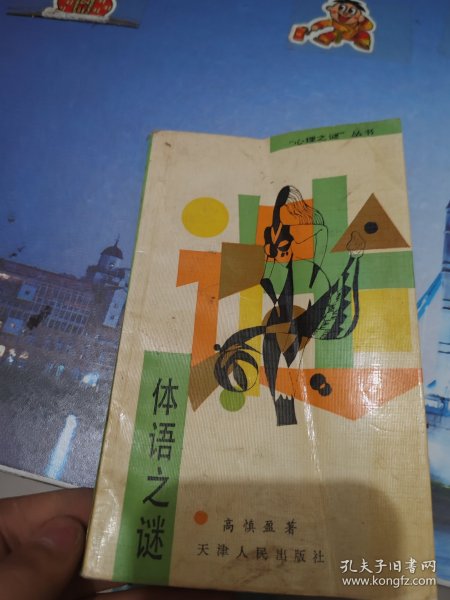 “心理之谜”丛书
体语之谜
高慎盈著
天津人民出版社
孔夫子旧书网
www.kongfz.com